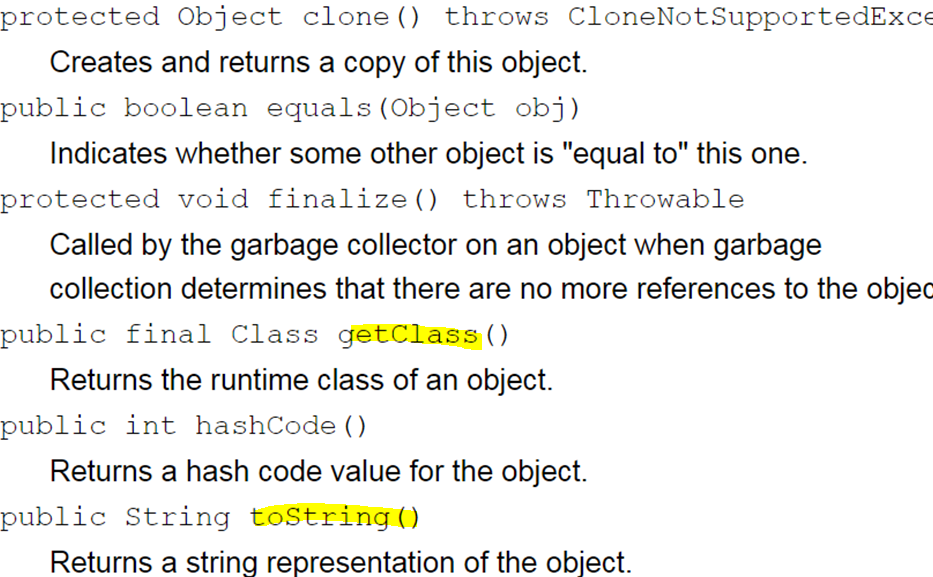 protected Object clone() throws CloneNotSupportedExce
Creates and returns a copy of this object.
public boolean equals(Object obj)
Indicates whether some other object is "equal to" this one.
protected void finalize() throws Throwable
Called by the garbage collector on an object when garbage
collection determines that there are no more references to the objec
public final Class getClass()
Returns the runtime class of an object.
public int hashCode()
Returns a hash code value for the object.
public String toString()
Returns a string representation of the object.